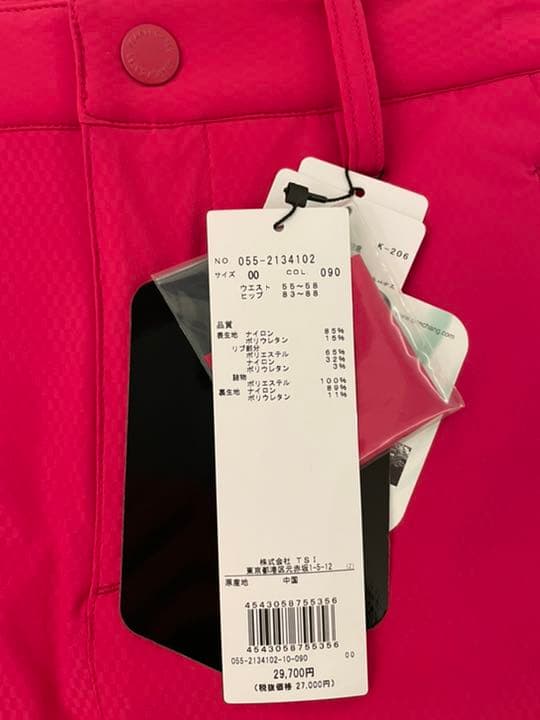 NO. 055-2134102
サイズ 00 COL 090
ウエスト 55~58
ヒップ 83~88
品質
表生地 ナイロン 85%
ポリウレタン 15%
リブ部分
ポリエステル 65%
ナイロン 32%
ポリウレタン 3%
詰物
ポリエステル 100%
裏生地 ナイロン 89%
ポリウレタン 11%
株式会社 TSI
東京都港区元赤坂1-5-12 (Z)
原産地 中国
4543058755356
4543058755356
055-2134102-10-090 00
29,700円
(税抜価格 27,000円)
K-206